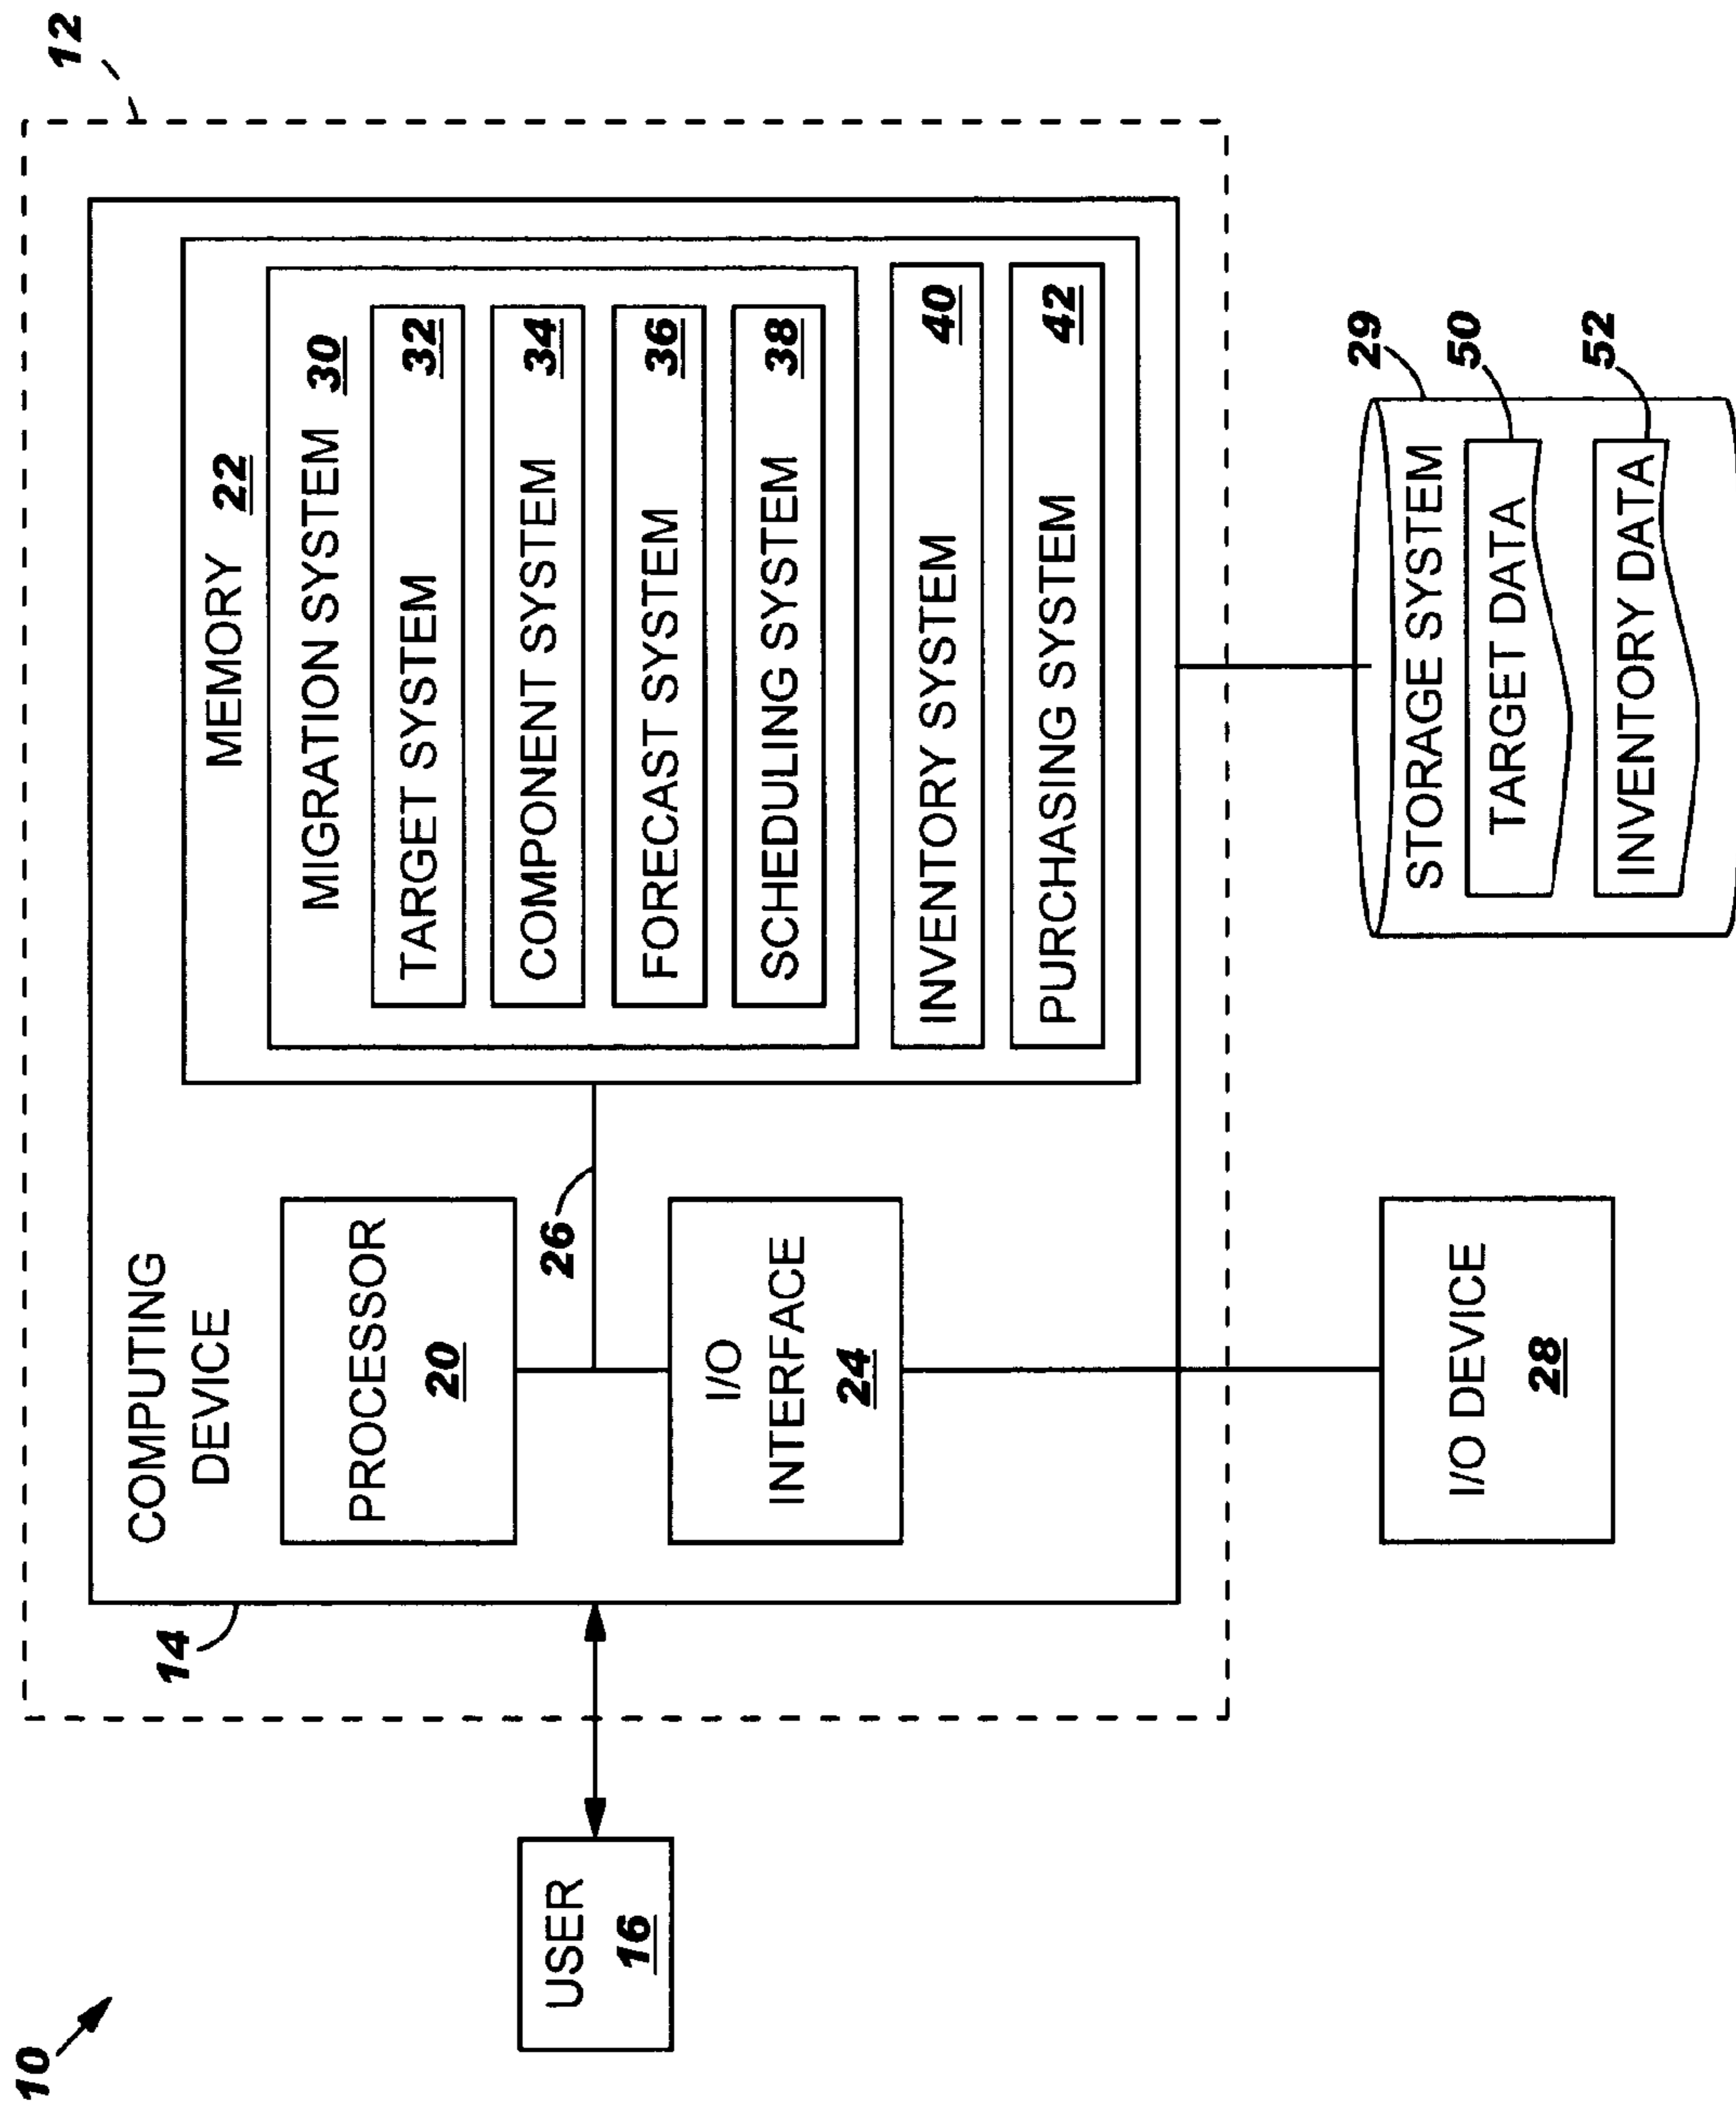 10
12
14
COMPUTING
DEVICE
MEMORY
22
PROCESSOR
20
MIGRATION SYSTEM 30
TARGET SYSTEM 32
COMPONENT SYSTEM 34
FORECAST SYSTEM 36
SCHEDULING SYSTEM 38
26
USER
16
I/O
INTERFACE
24
INVENTORY SYSTEM 40
PURCHASING SYSTEM 42
I/O DEVICE
28
29
STORAGE SYSTEM
50
TARGET DATA
52
INVENTORY DATA